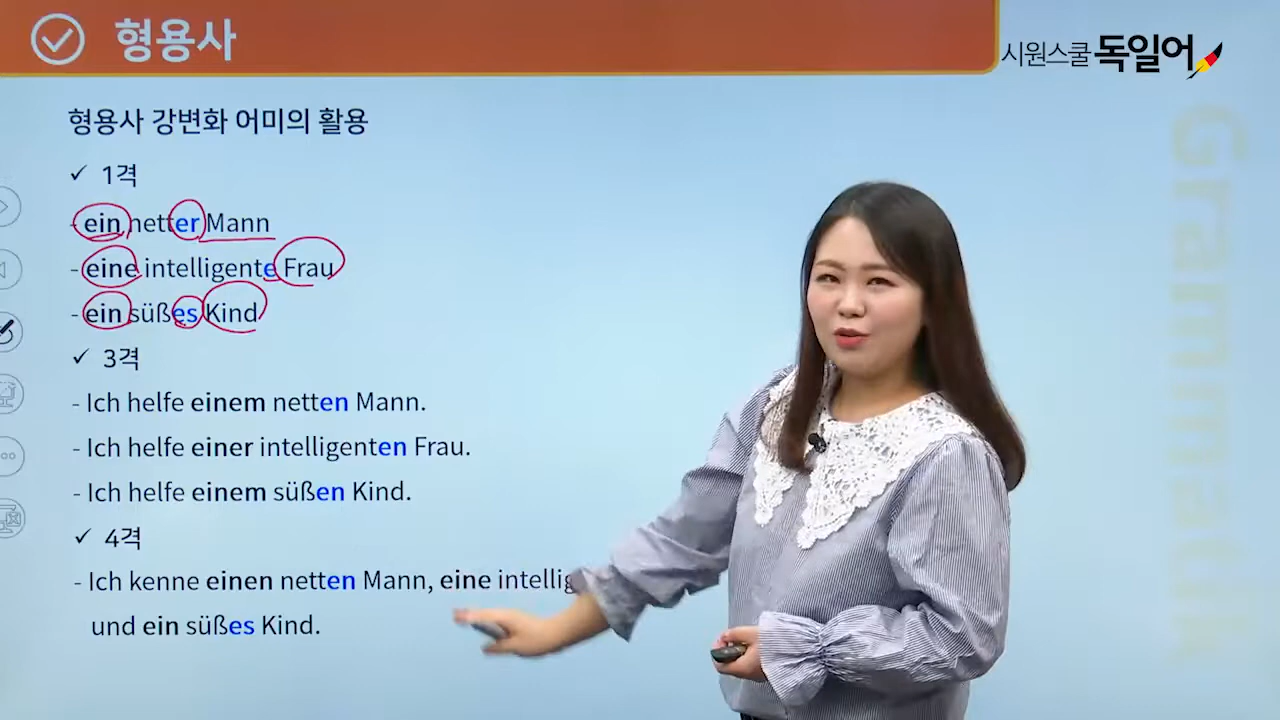 형용사
시원스쿨 독일어
Grammatik
형용사 강변화 어미의 활용
✓ 1격
- ein netter Mann
- eine intelligente Frau
- ein süßes Kind
✓ 3격
- Ich helfe einem netten Mann.
- Ich helfe einer intelligenten Frau.
- Ich helfe einem süßen Kind.
✓ 4격
- Ich kenne einen netten Mann, eine
und ein süßes Kind.